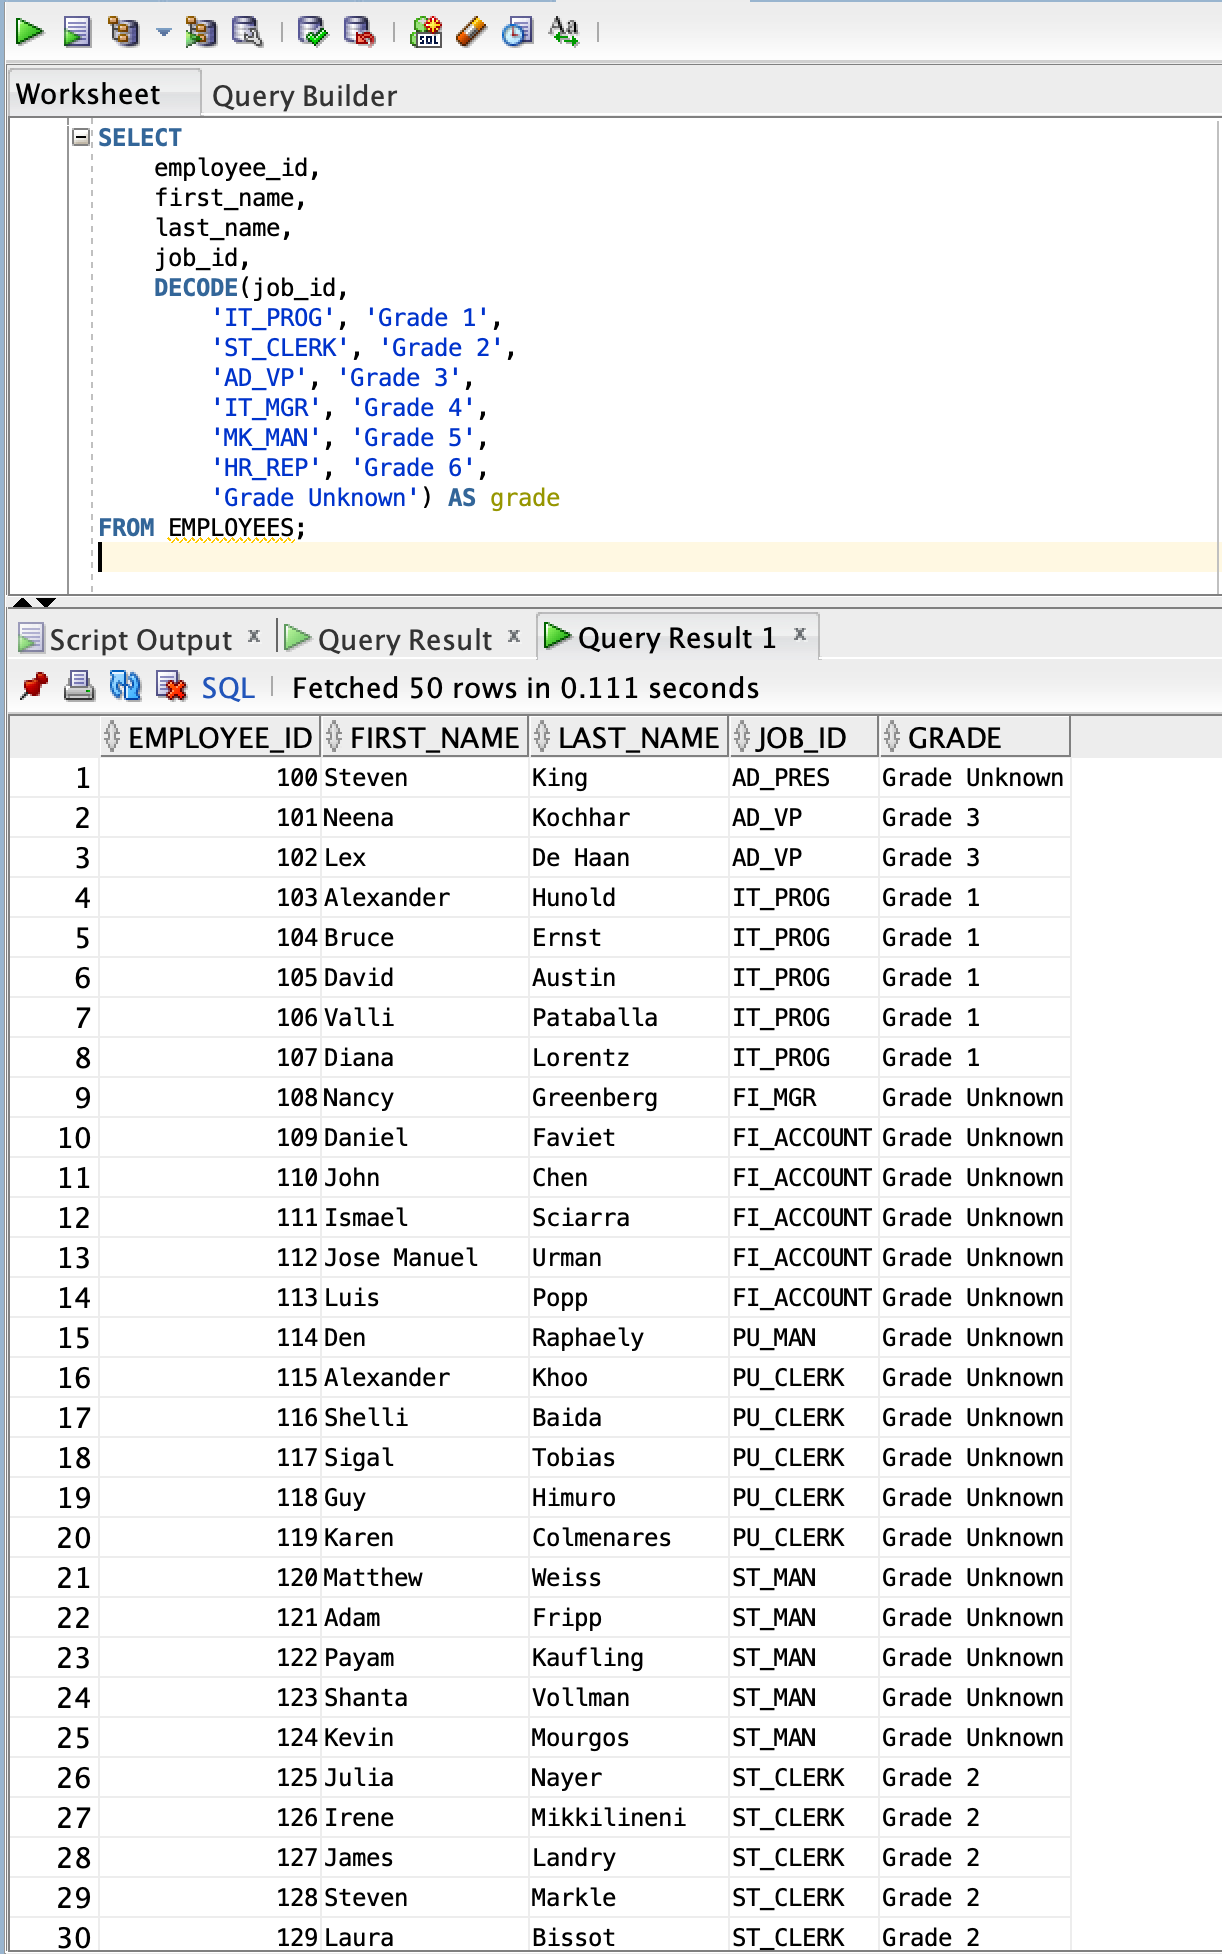 SQL
Aa
Worksheet Query Builder
SELECT
employee_id,
first_name,
last_name,
job_id,
DECODE(job_id,
'IT_PROG', 'Grade 1',
'ST_CLERK', 'Grade 2',
'AD_VP', 'Grade 3',
'IT_MGR', 'Grade 4',
'MK_MAN', 'Grade 5',
'HR_REP', 'Grade 6',
'Grade Unknown') AS grade
FROM EMPLOYEES;
Script Output x Query Result x Query Result 1 x
SQL Fetched 50 rows in 0.111 seconds
EMPLOYEE_ID FIRST_NAME LAST_NAME JOB_ID GRADE
1 100 Steven King AD_PRES Grade Unknown
2 101 Neena Kochhar AD_VP Grade 3
3 102 Lex De Haan AD_VP Grade 3
4 103 Alexander Hunold IT_PROG Grade 1
5 104 Bruce Ernst IT_PROG Grade 1
6 105 David Austin IT_PROG Grade 1
7 106 Valli Pataballa IT_PROG Grade 1
8 107 Diana Lorentz IT_PROG Grade 1
9 108 Nancy Greenberg FI_MGR Grade Unknown
10 109 Daniel Faviet FI_ACCOUNT Grade Unknown
11 110 John Chen FI_ACCOUNT Grade Unknown
12 111 Ismael Sciarra FI_ACCOUNT Grade Unknown
13 112 Jose Manuel Urman FI_ACCOUNT Grade Unknown
14 113 Luis Popp FI_ACCOUNT Grade Unknown
15 114 Den Raphaely PU_MAN Grade Unknown
16 115 Alexander Khoo PU_CLERK Grade Unknown
17 116 Shelli Baida PU_CLERK Grade Unknown
18 117 Sigal Tobias PU_CLERK Grade Unknown
19 118 Guy Himuro PU_CLERK Grade Unknown
20 119 Karen Colmenares PU_CLERK Grade Unknown
21 120 Matthew Weiss ST_MAN Grade Unknown
22 121 Adam Fripp ST_MAN Grade Unknown
23 122 Payam Kaufling ST_MAN Grade Unknown
24 123 Shanta Vollman ST_MAN Grade Unknown
25 124 Kevin Mourgos ST_MAN Grade Unknown
26 125 Julia Nayer ST_CLERK Grade 2
27 126 Irene Mikkilineni ST_CLERK Grade 2
28 127 James Landry ST_CLERK Grade 2
29 128 Steven Markle ST_CLERK Grade 2
30 129 Laura Bissot ST_CLERK Grade 2